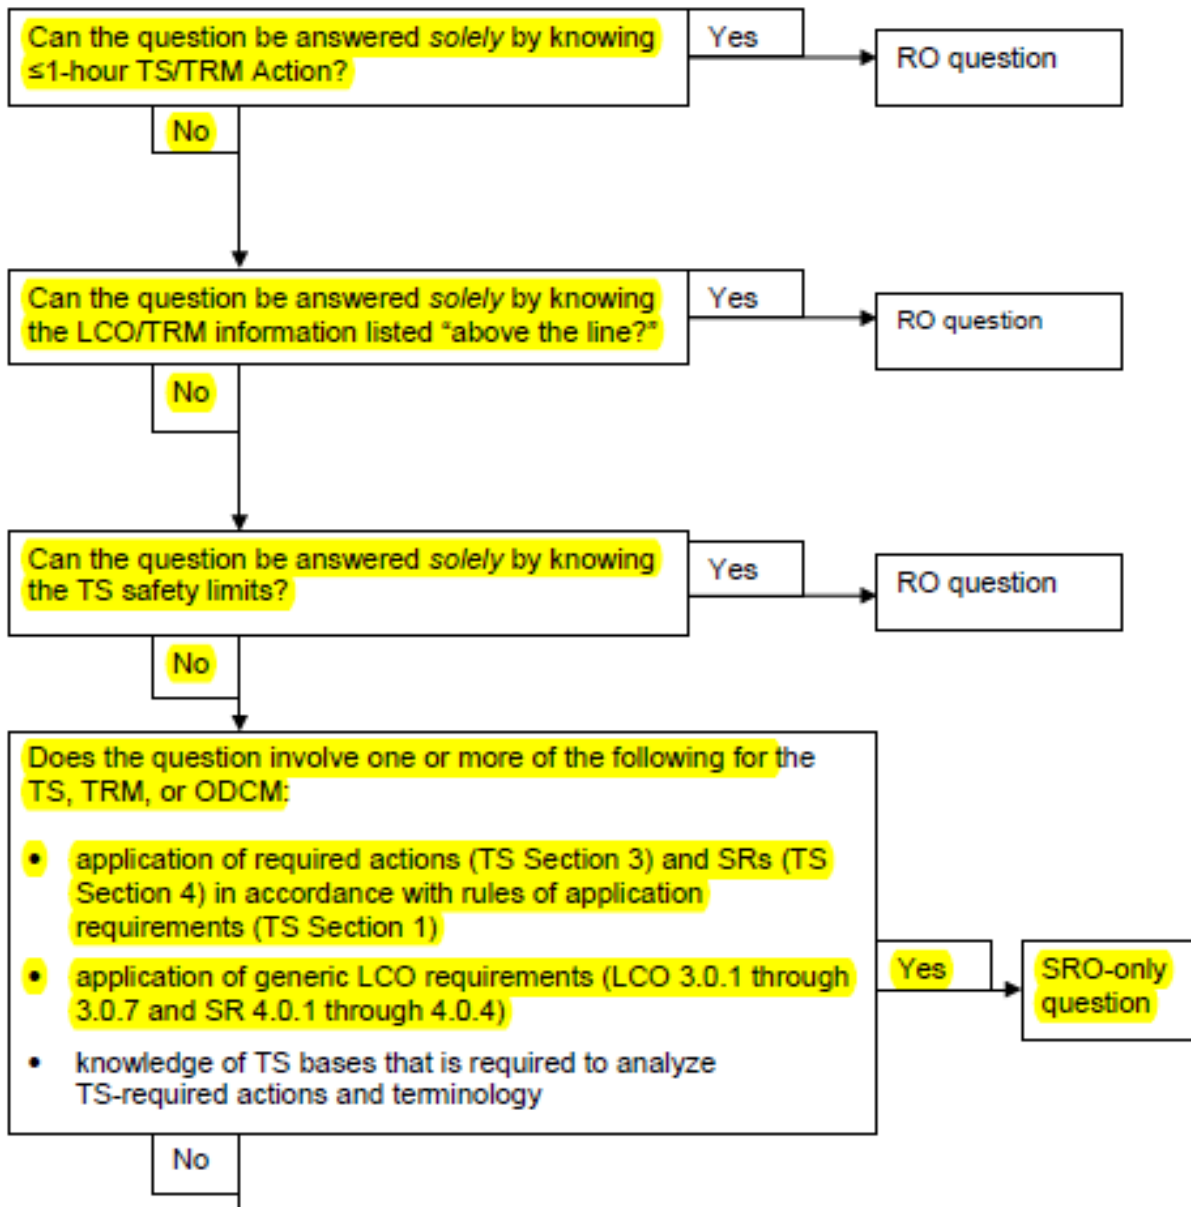 Can the question be answered solely by knowing
≤1-hour TS/TRM Action?
Yes
RO question
No
Can the question be answered solely by knowing
the LCO/TRM information listed “above the line?”
Yes
RO question
No
Can the question be answered solely by knowing
the TS safety limits?
Yes
RO question
No
Does the question involve one or more of the following for the
TS, TRM, or ODCM:
• application of required actions (TS Section 3) and SRs (TS
Section 4) in accordance with rules of application
requirements (TS Section 1)
• application of generic LCO requirements (LCO 3.0.1 through
3.0.7 and SR 4.0.1 through 4.0.4)
• knowledge of TS bases that is required to analyze
TS-required actions and terminology
Yes
SRO-only
question
No